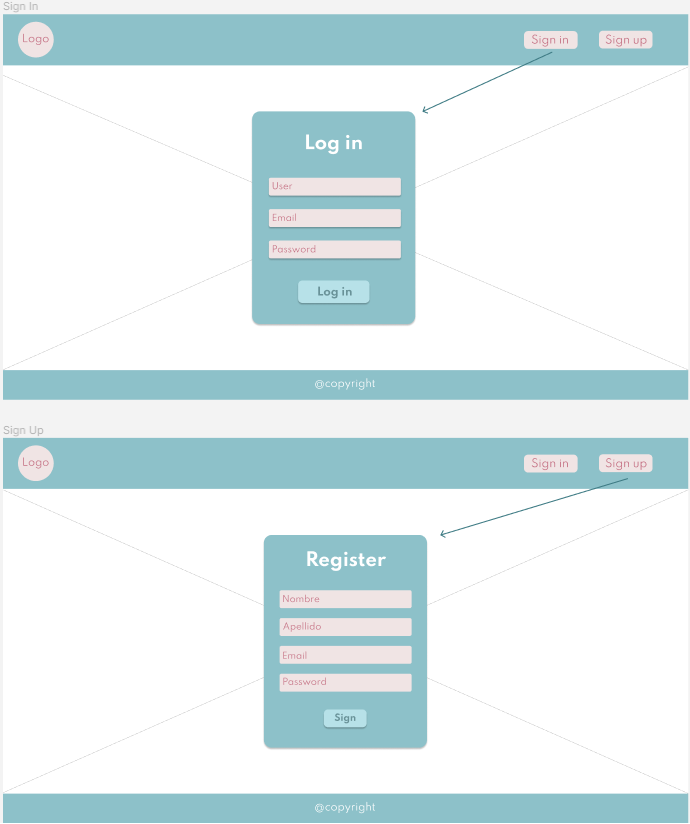 Sign In
Logo
Sign in
Sign up
Log in
User
Email
Password
Log in
@copyright
Sign Up
Logo
Sign in
Sign up
Register
Nombre
Apellido
Email
Password
Sign
@copyright